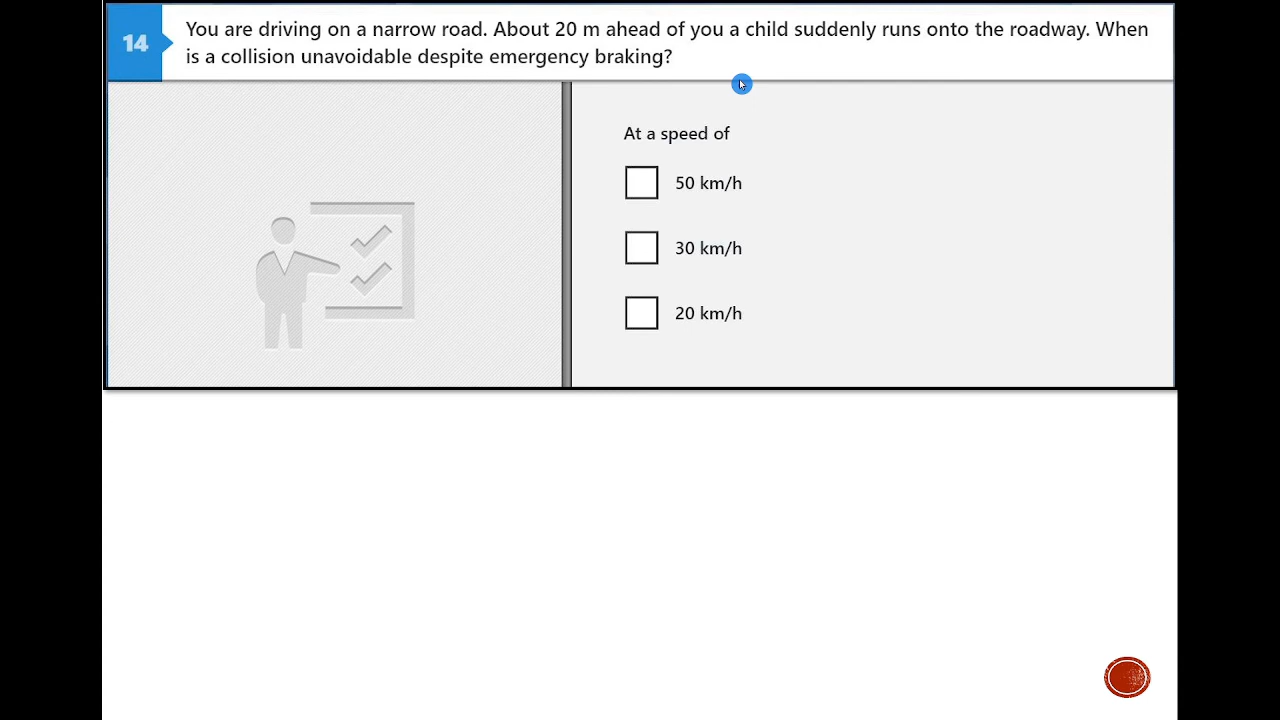 14
You are driving on a narrow road. About 20 m ahead of you a child suddenly runs onto the roadway. When
is a collision unavoidable despite emergency braking?
At a speed of
50 km/h
30 km/h
20 km/h